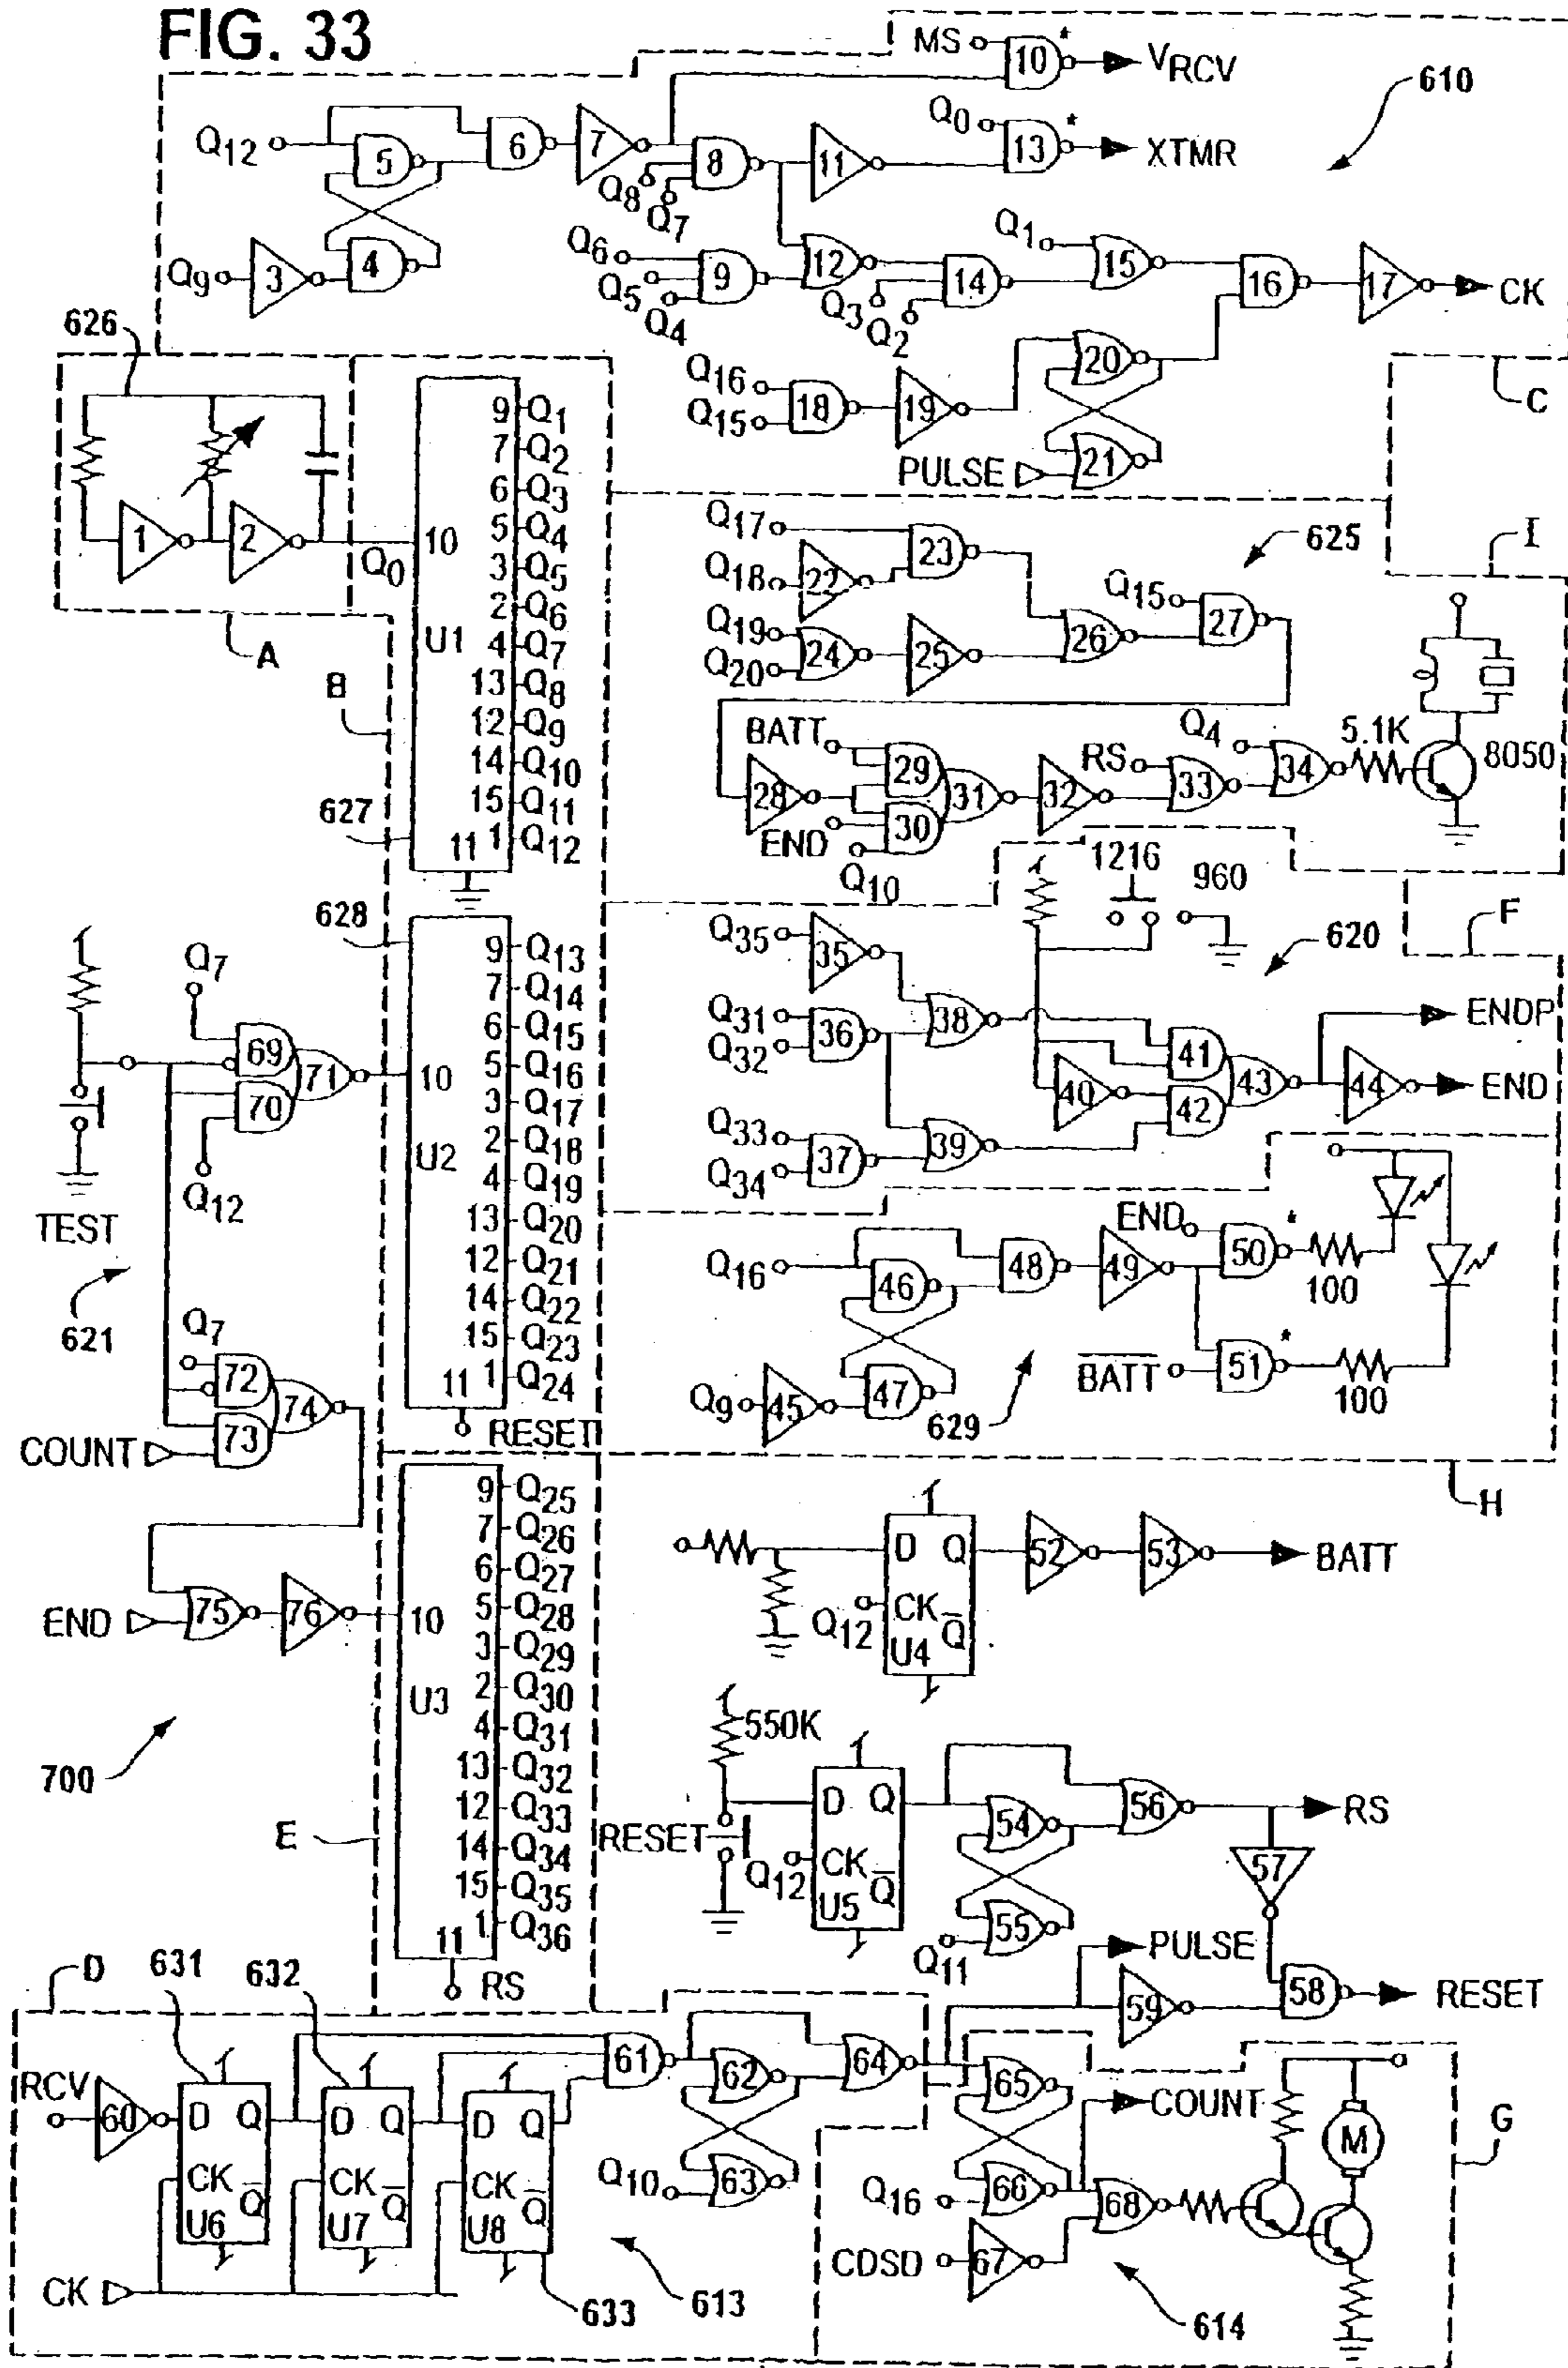 FIG. 33
MS 10 * VRCV
610
Q0 13 * XTMR
Q12 5 6 7 8 11
Q8 Q7
Q9 3 4
Q6 Q5 Q4 9 12 14 Q3 Q2
Q1 15 16 17 CK
626
Q16 Q15 18 19 20
PULSE 21
C
1 2 Q0
A
B
627
10 U1 11
9 Q1
7 Q2
6 Q3
5 Q4
3 Q5
2 Q6
4 Q7
13 Q8
12 Q9
14 Q10
15 Q11
1 Q12
Q17 23 625
Q18 22
Q19 Q20 24 25 26
Q15 27
I
BATT 29
28 30 31 32
END Q10
RS 33
Q4 34 5.1K 8050
628
10 U2 11
9 Q13
7 Q14
6 Q15
5 Q16
3 Q17
2 Q18
4 Q19
13 Q20
12 Q21
14 Q22
15 Q23
1 Q24
RESET
1216 960
F
620
Q35 35
Q31 Q32 36 38
Q33 Q34 37 39
40 41 42 43 44
ENDP
END
Q7 69 70 71
Q12
TEST
621
Q7 72 73 74
COUNT
END 75 76
700
Q16 46 48 49
Q9 45 47
629
END 50 * 100
BATT 51 * 100
H
10 U3 11
9 Q25
7 Q26
6 Q27
5 Q28
3 Q29
2 Q30
4 Q31
13 Q32
12 Q33
14 Q34
15 Q35
1 Q36
RS
E
D Q CK Q U4
Q12
52 53 BATT
550K
RESET
Q12
D Q CK Q U5
54 55 56 RS
Q11
57
PULSE
59 58 RESET
D 631 632
RCV 60
D Q CK Q U6
D Q CK Q U7
D Q CK Q U8
CK
633
613
61 62 63 64
Q10
65 66
COUNT
Q16
CDSD 67 68
614
M
G